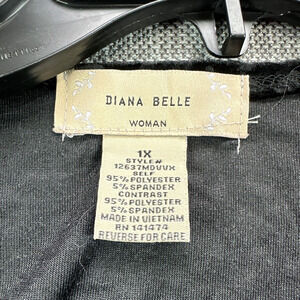 DIANA BELLE
WOMAN
1X
STYLE#
12637MDVVX
SELF
95% POLYESTER
5% SPANDEX
CONTRAST
95% POLYESTER
5% SPANDEX
MADE IN VIETNAM
RN 141474
REVERSE FOR CARE